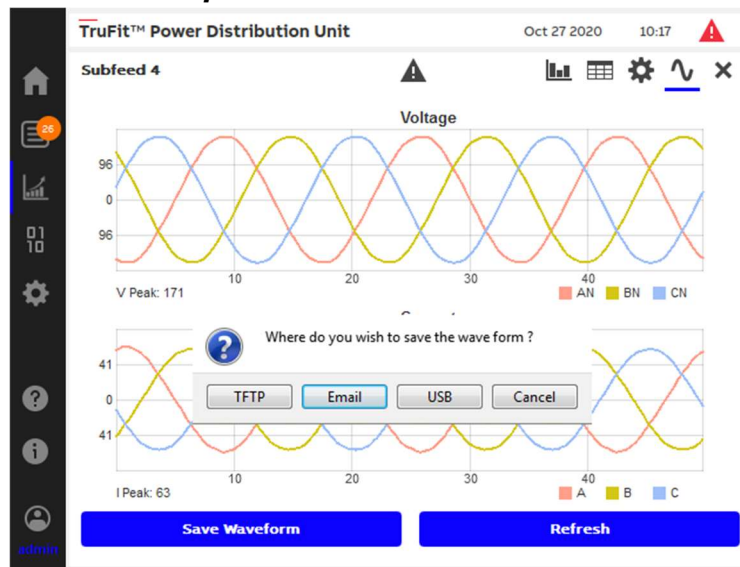 TruFit™ Power Distribution Unit
Oct 27 2020
10:17
Subfeed 4
26
01
10
Voltage
96
0
96
10 20 30 40
V Peak: 171
AN BN CN
Where do you wish to save the wave form ?
TFTP Email USB Cancel
41
0
41
10 20 30 40
I Peak: 63
A B C
Save Waveform Refresh
admin